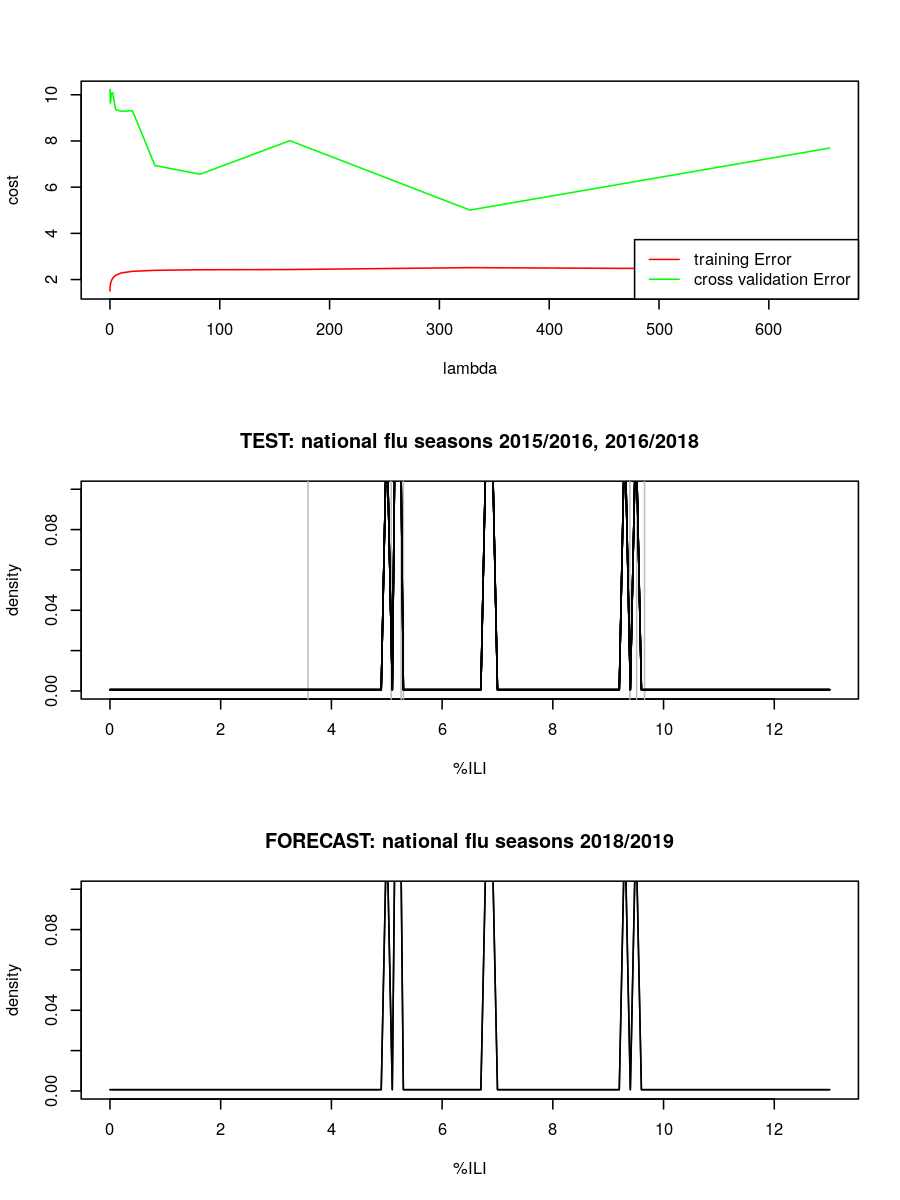 10
8
6
4
2
cost
training Error
cross validation Error
0 100 200 300 400 500 600
lambda
TEST: national flu seasons 2015/2016, 2016/2018
0.08
0.04
0.00
density
0 2 4 6 8 10 12
%ILI
FORECAST: national flu seasons 2018/2019
0.08
0.04
0.00
density
0 2 4 6 8 10 12
%ILI